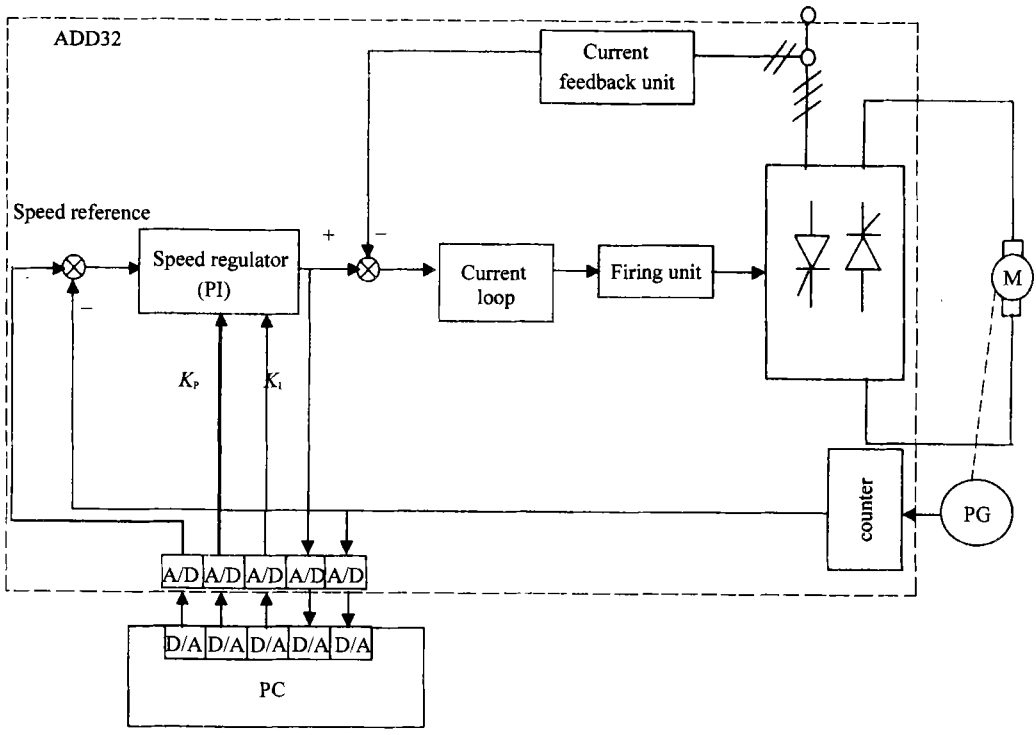 ADD32
Current
feedback unit
Speed reference
+
−
Speed regulator
(PI)
Current
loop
Firing unit
M
−
K_P
K_I
counter
PG
A/D A/D A/D A/D A/D
D/A D/A D/A D/A D/A
PC